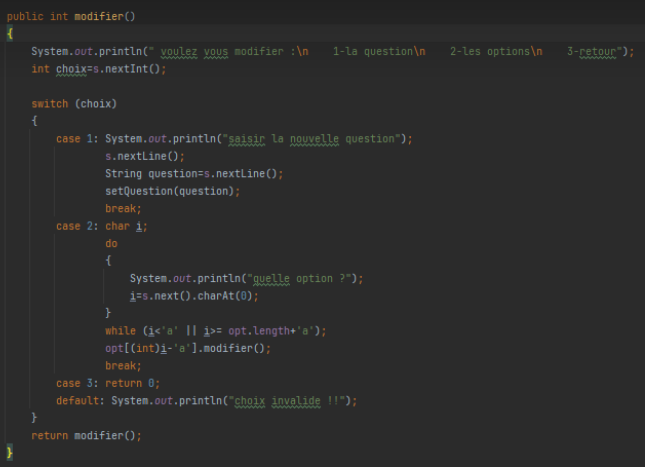 public int modifier()
{
    System.out.println(" voulez vous modifier :\n    1-la question\n    2-les options\n    3-retour");
    int choix=s.nextInt();

    switch (choix)
    {
        case 1: System.out.println("saisir la nouvelle question");
                s.nextLine();
                String question=s.nextLine();
                setQuestion(question);
                break;
        case 2: char i;
                do
                {
                    System.out.println("quelle option ?");
                    i=s.next().charAt(0);
                }
                while (i<'a' || i>= opt.length+'a');
                opt[(int)i-'a'].modifier();
                break;
        case 3: return 0;
        default: System.out.println("choix invalide !!");
    }
    return modifier();
}